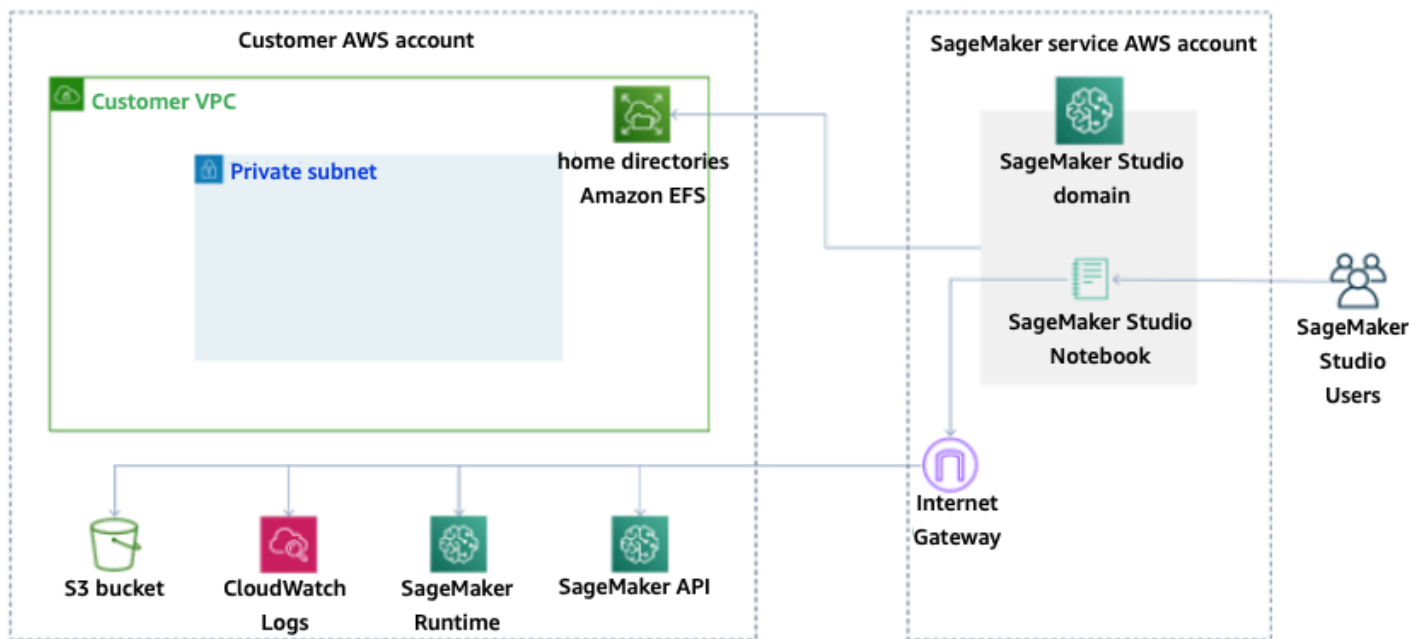 Customer AWS account
Customer VPC
Private subnet
home directories
Amazon EFS
S3 bucket
CloudWatch
Logs
SageMaker
Runtime
SageMaker API
SageMaker service AWS account
SageMaker Studio
domain
SageMaker Studio
Notebook
Internet
Gateway
SageMaker
Studio
Users